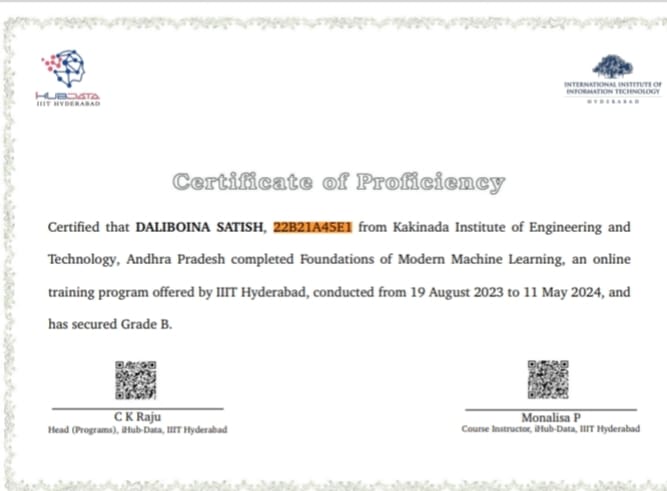 iHUBDATA
IIIT HYDERABAD
INTERNATIONAL INSTITUTE OF
INFORMATION TECHNOLOGY
HYDERABAD
Certificate of Proficiency
Certified that DALIBOINA SATISH, 22B21A45E1 from Kakinada Institute of Engineering and
Technology, Andhra Pradesh completed Foundations of Modern Machine Learning, an online
training program offered by IIIT Hyderabad, conducted from 19 August 2023 to 11 May 2024, and
has secured Grade B.
C K Raju
Head (Programs), iHub-Data, IIIT Hyderabad
Monalisa P
Course Instructor, iHub-Data, IIIT Hyderabad